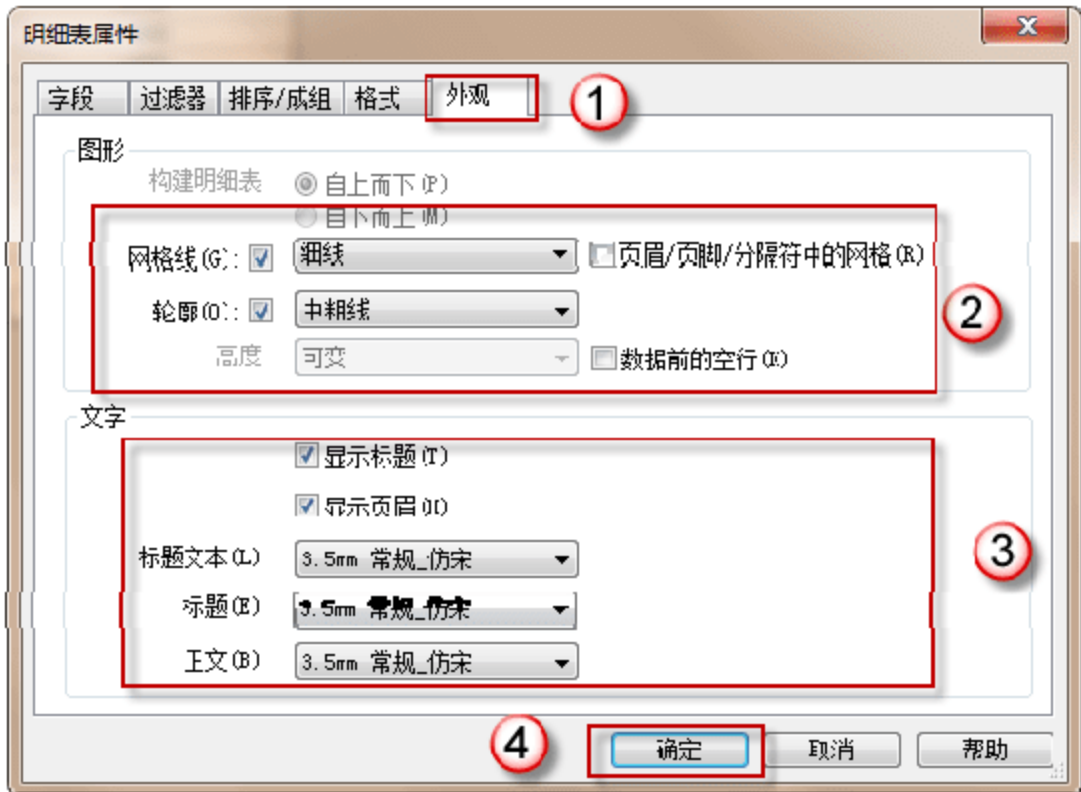 明细表属性
字段 过滤器 排序/成组 格式 外观 1
图形
构建明细表 自上而下(P)
自下而上(M)
网格线(G): 细线 页眉/页脚/分隔符中的网格(R)
轮廓(O): 中粗线 2
高度 可变 数据前的空行(K)
文字
显示标题(T)
显示页眉(H)
标题文本(L) 3.5mm 常规_仿宋 3
标题(E) 3.5mm 常规_仿宋
正文(B) 3.5mm 常规_仿宋
4 确定 取消 帮助